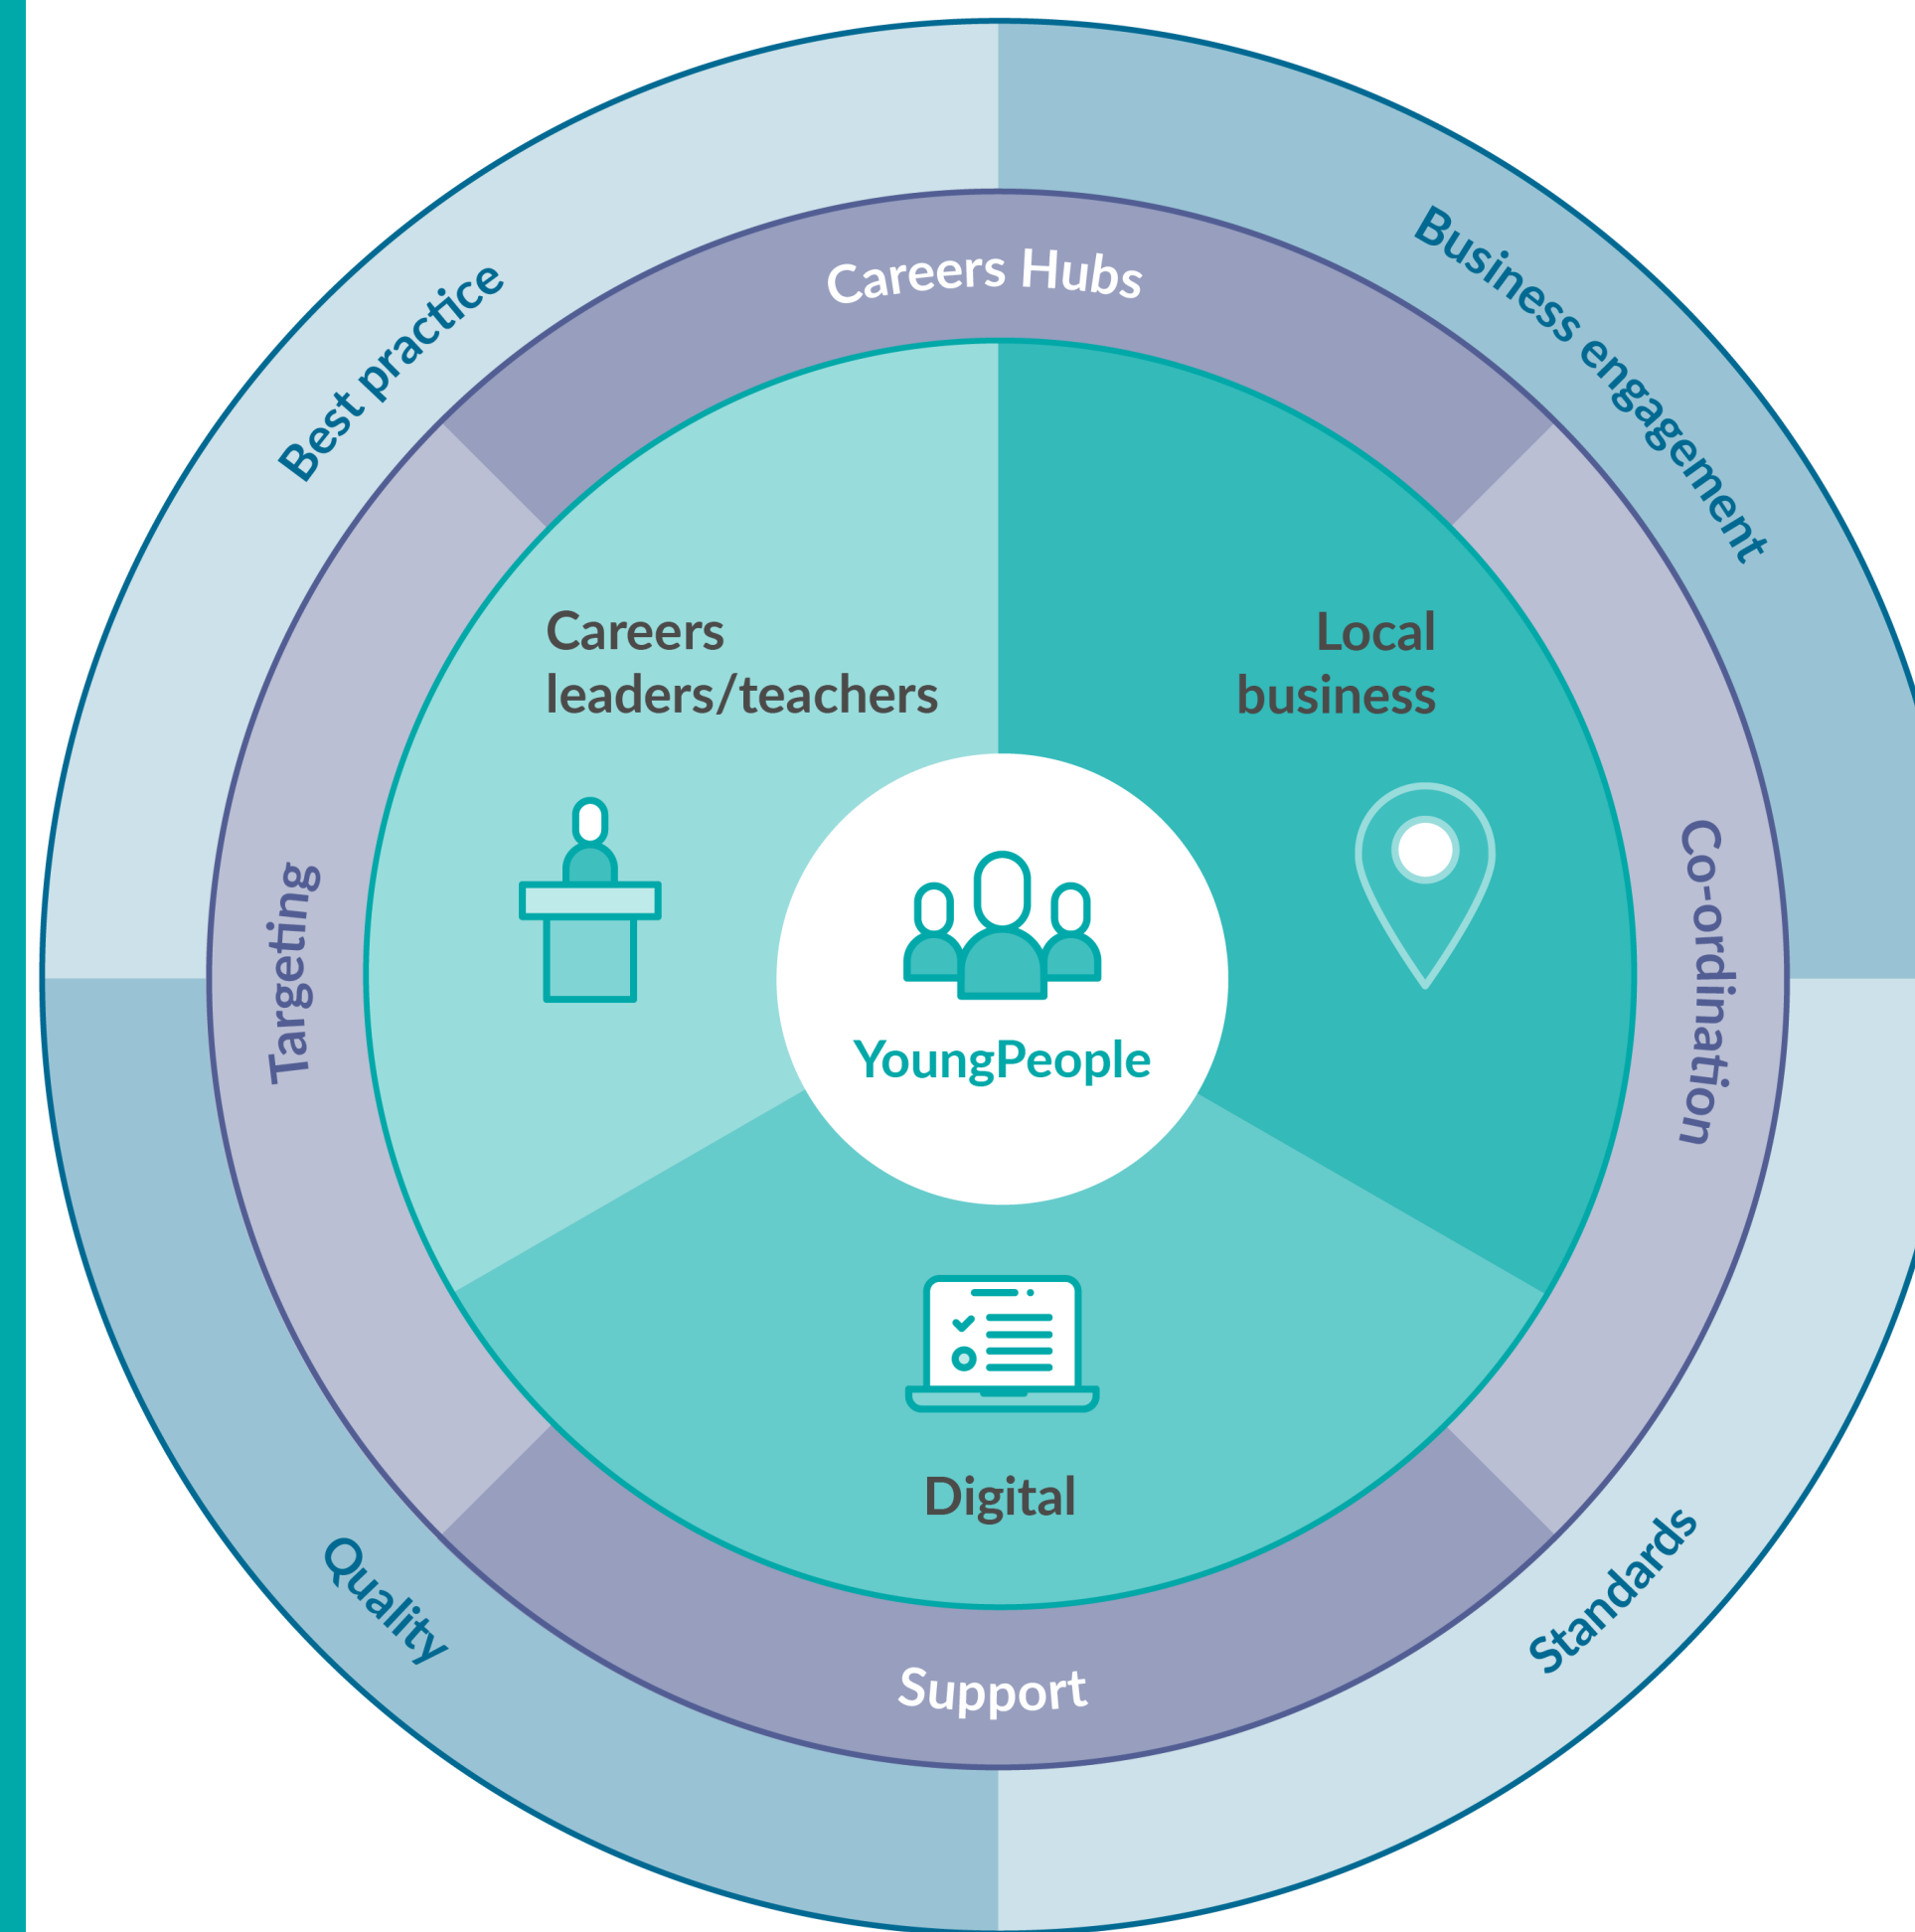 Best practice
Business engagement
Careers Hubs
Careers
leaders/teachers
Local
business
Targeting
Co-ordination
YoungPeople
Digital
Quality
Standards
Support